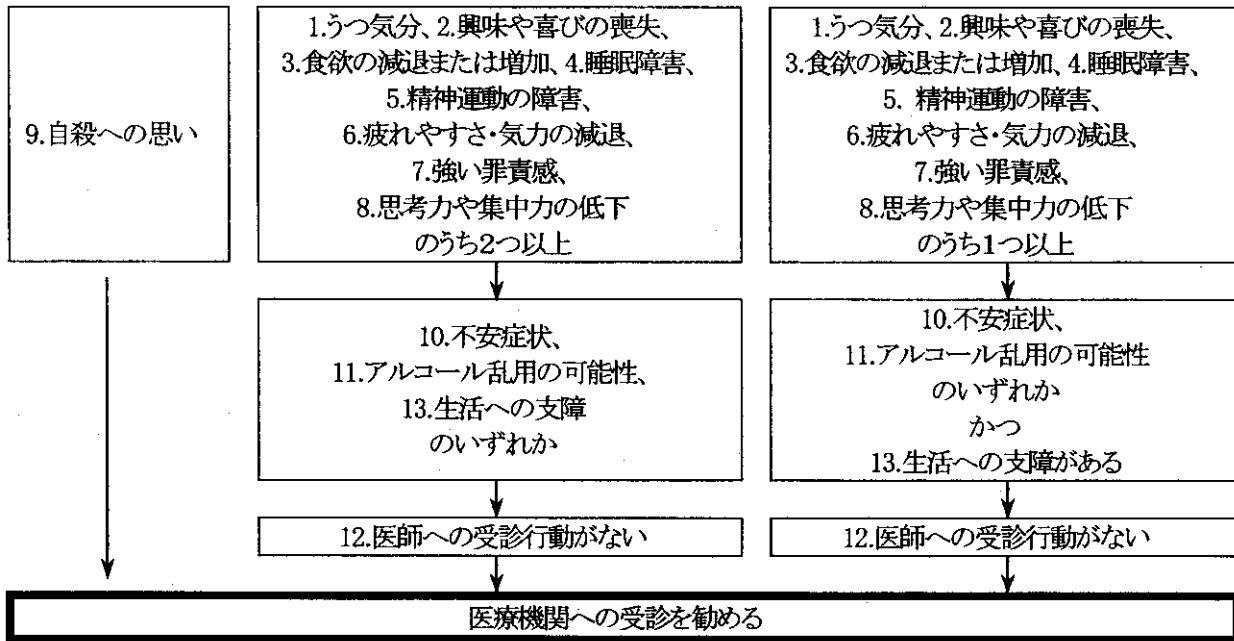 9.自殺への思い
1.うつ気分、2.興味や喜びの喪失、
3.食欲の減退または増加、4.睡眠障害、
5.精神運動の障害、
6.疲れやすさ・気力の減退、
7.強い罪責感、
8.思考力や集中力の低下
のうち2つ以上
1.うつ気分、2.興味や喜びの喪失、
3.食欲の減退または増加、4.睡眠障害、
5. 精神運動の障害、
6.疲れやすさ・気力の減退、
7.強い罪責感、
8.思考力や集中力の低下
のうち1つ以上
10.不安症状、
11.アルコール乱用の可能性、
13.生活への支障
のいずれか
10.不安症状、
11.アルコール乱用の可能性
のいずれか
かつ
13.生活への支障がある
12.医師への受診行動がない
12.医師への受診行動がない
医療機関への受診を勧める